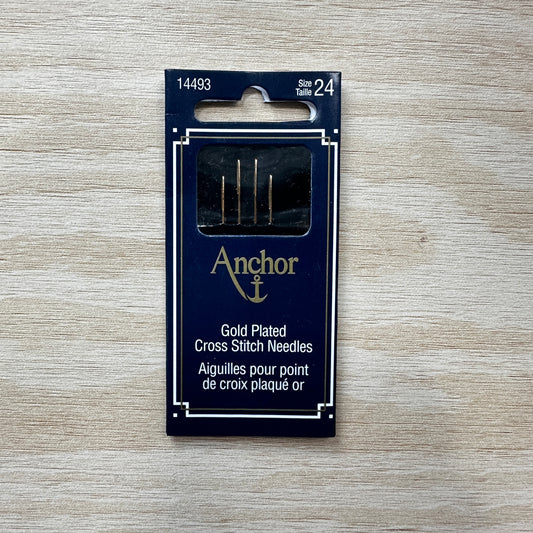 14493
Size
Taille 24
Anchor
Gold Plated
Cross Stitch Needles
Aiguilles pour point
de croix plaqué or